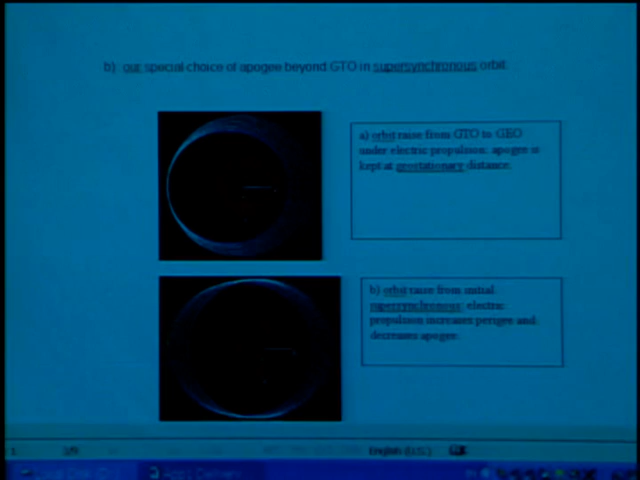 b) our special choice of apogee beyond GTO in supersynchronous orbit
a) orbit raise from GTO to GEO
under electric propulsion: apogee is
kept at geostationary distance.
b) orbit raise from initial
supersynchronous: electric
propulsion increases perigee and
decreases apogee.
English (U.S.)